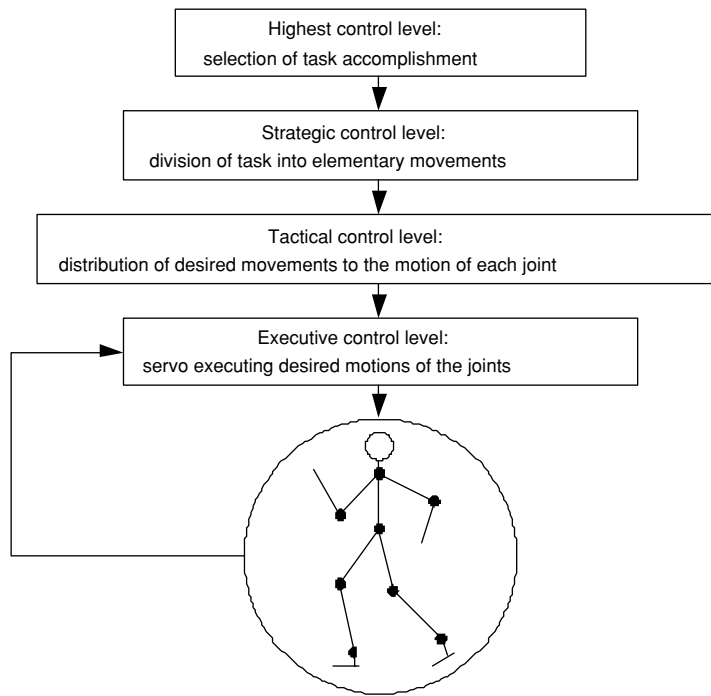 Highest control level:
selection of task accomplishment
Strategic control level:
division of task into elementary movements
Tactical control level:
distribution of desired movements to the motion of each joint
Executive control level:
servo executing desired motions of the joints